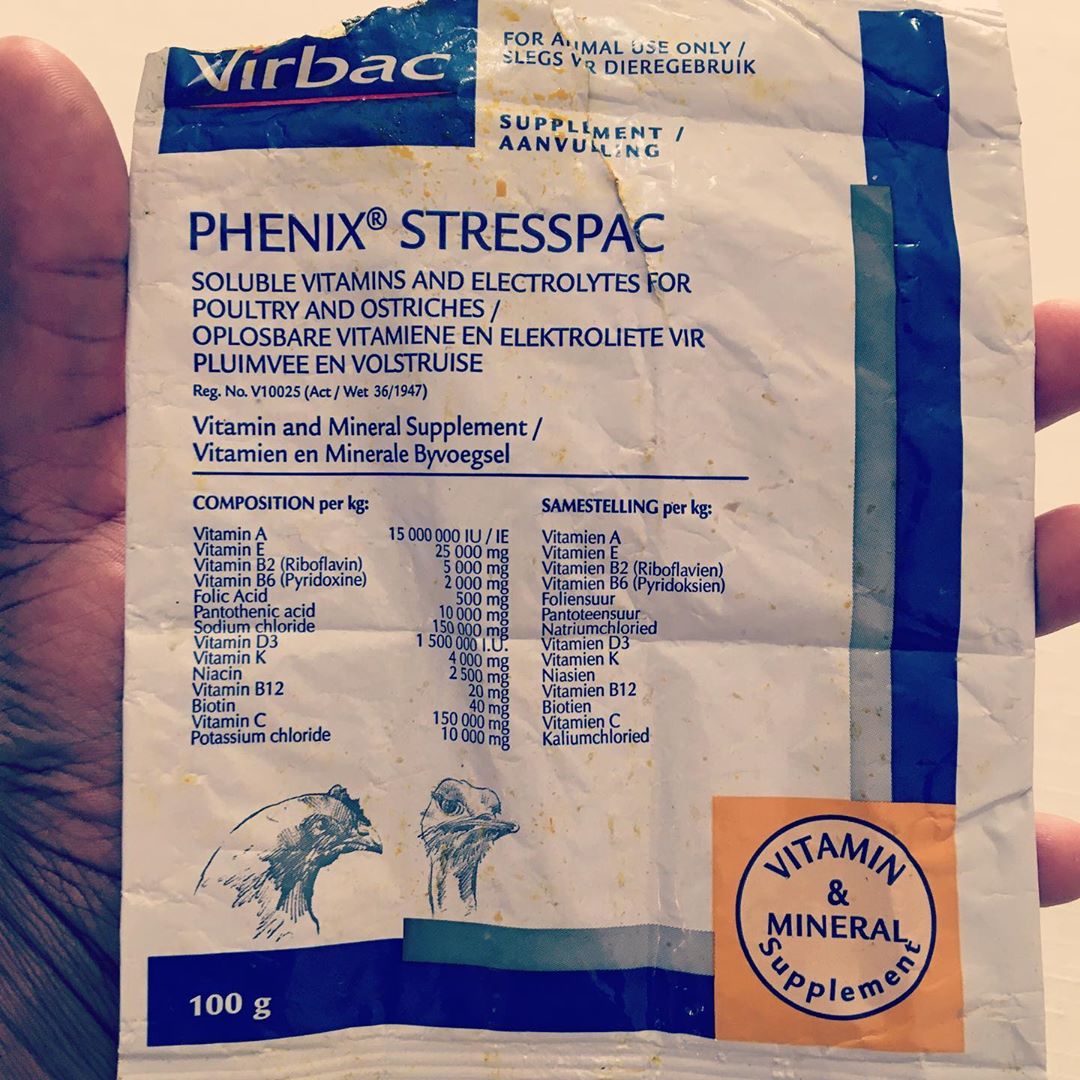 Virbac
FOR ANIMAL USE ONLY /
SLEGS VIR DIEREGEBRUIK
SUPPLEMENT /
AANVULLING
PHENIX® STRESSPAC
SOLUBLE VITAMINS AND ELECTROLYTES FOR
POULTRY AND OSTRICHES /
OPLOSBARE VITAMIENE EN ELEKTROLIETE VIR
PLUIMVEE EN VOLSTRUISE
Reg. No. V10025 (Act / Wet 36/1947)
Vitamin and Mineral Supplement /
Vitamien en Minerale Byvoegsel
COMPOSITION per kg: SAMESTELLING per kg:
Vitamin A 15 000 000 IU / IE Vitamien A
Vitamin E 25 000 mg Vitamien E
Vitamin B2 (Riboflavin) 5 000 mg Vitamien B2 (Riboflavien)
Vitamin B6 (Pyridoxine) 2 000 mg Vitamien B6 (Pyridoksien)
Folic Acid 500 mg Foliensuur
Pantothenic acid 10 000 mg Pantoteensuur
Sodium chloride 150 000 mg Natriumchloried
Vitamin D3 1 500 000 I.U. Vitamien D3
Vitamin K 4 000 mg Vitamien K
Niacin 2 500 mg Niasien
Vitamin B12 20 mg Vitamien B12
Biotin 40 mg Biotien
Vitamin C 150 000 mg Vitamien C
Potassium chloride 10 000 mg Kaliumchloried
VITAMIN
&
MINERAL
Supplement
100 g